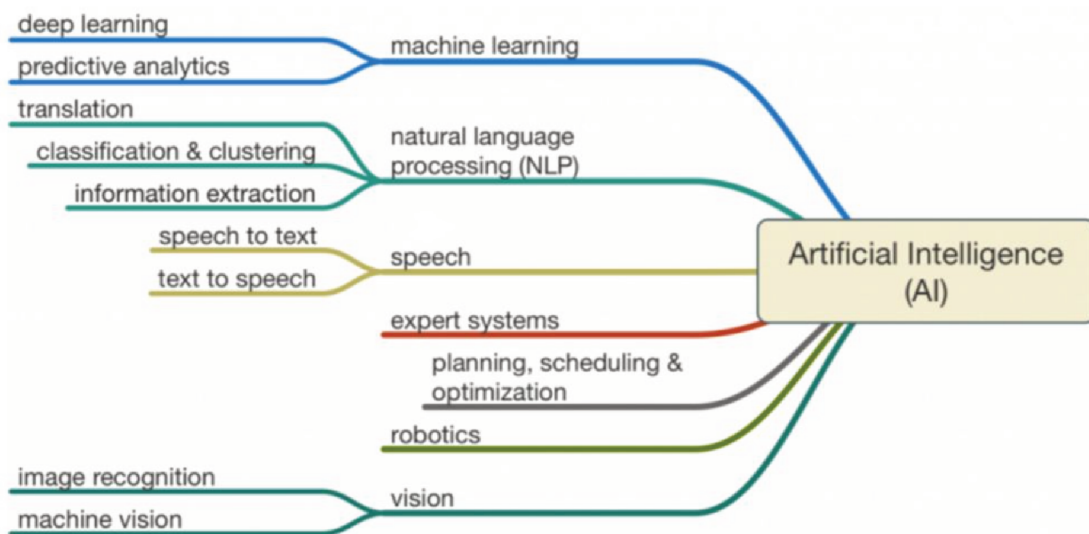 deep learning
machine learning
predictive analytics
translation
natural language
processing (NLP)
classification & clustering
information extraction
speech to text
speech
text to speech
Artificial Intelligence
(AI)
expert systems
planning, scheduling &
optimization
robotics
image recognition
vision
machine vision